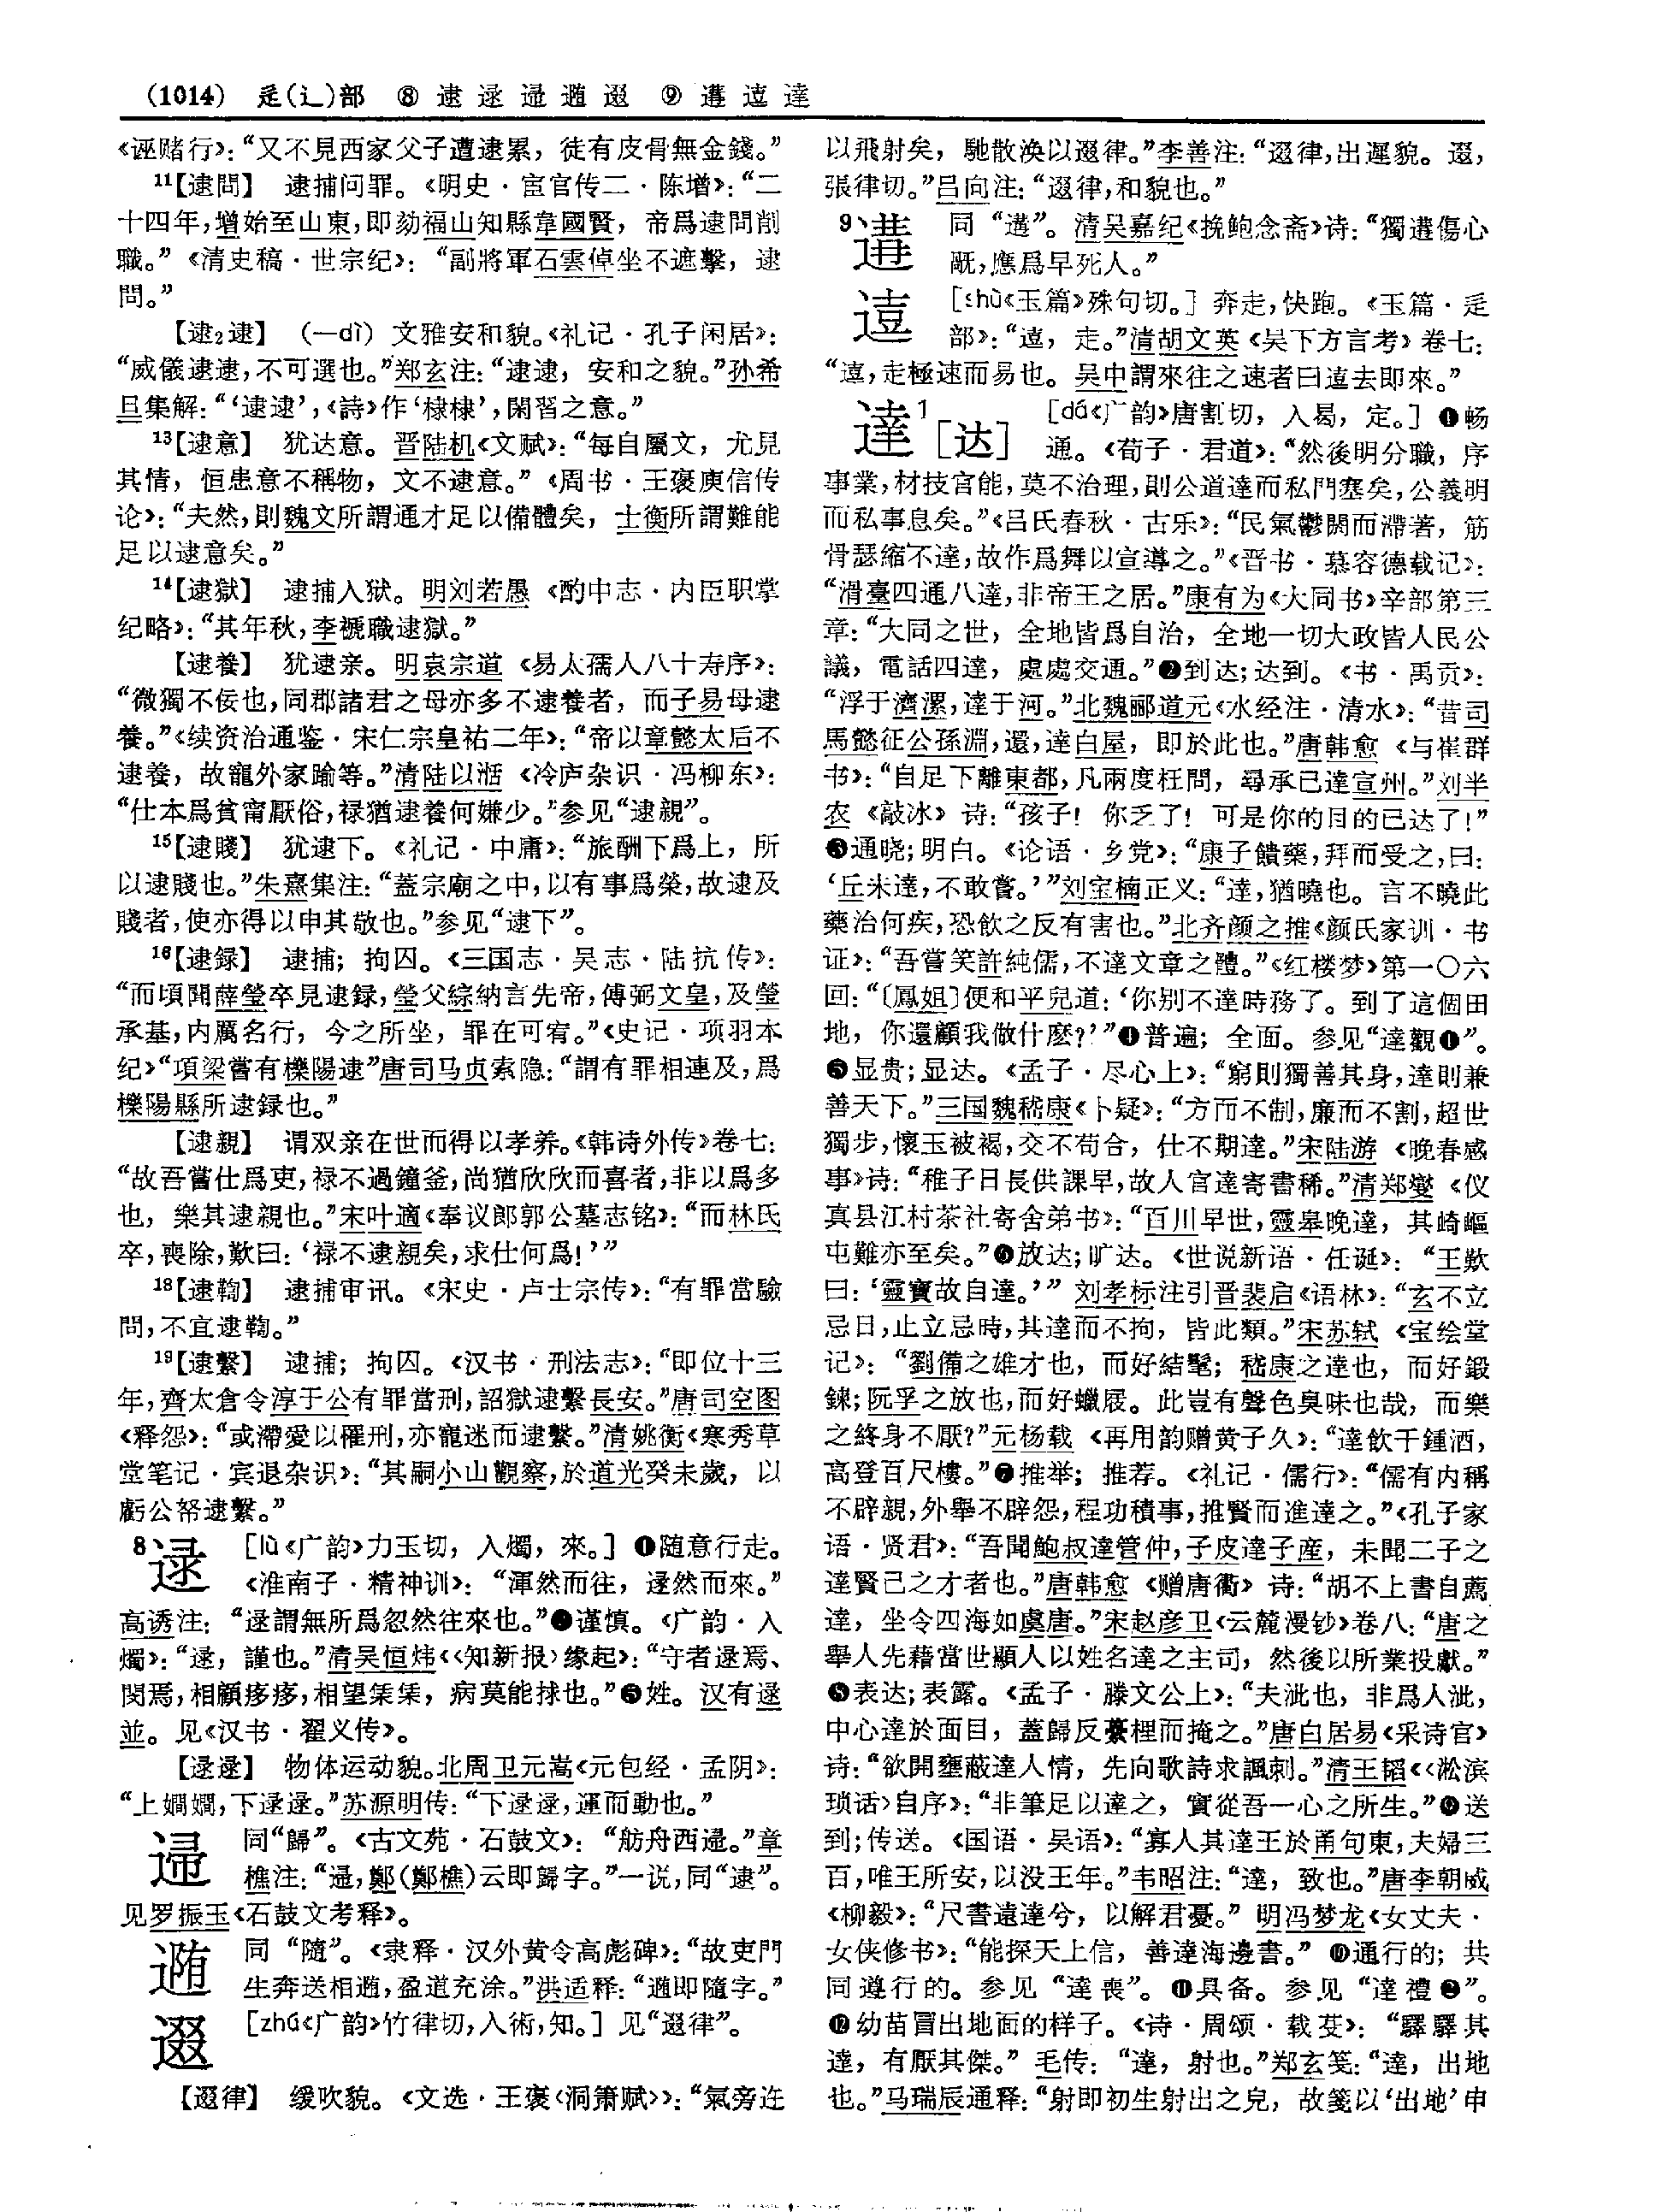 (1014) 辵(辶)部 ⑧ 逮 逯 𨓱 遀 逫 ⑨ 遘 逗 達
《诬赌行》：“又不見西家父子遭逮累，徒有皮骨無金錢。”
¹¹【逮問】 逮捕问罪。《明史·宦官传二·陈增》：“二
十四年，增始至山東，即劾福山知縣韋國賢，帝爲逮問削
職。”《清史稿·世宗纪》：“副將軍石雲倬坐不遮擊，逮
問。”
【逮₂逮】 （—dì）文雅安和貌。《礼记·孔子闲居》：
“威儀逮逮，不可選也。”郑玄注：“逮逮，安和之貌。”孙希
旦集解：“‘逮逮’，《詩》作‘棣棣’，閑習之意。”
¹³【逮意】 犹达意。晋陆机《文赋》：“每自屬文，尤見
其情，恒患意不稱物，文不逮意。”《周书·王褒庾信传
论》：“夫然，則魏文所謂通才足以備體矣，士衡所謂難能
足以逮意矣。”
¹⁴【逮獄】 逮捕入狱。明刘若愚《酌中志·内臣职掌
纪略》：“其年秋，李褫職逮獄。”
【逮養】 犹逮亲。明袁宗道《易太孺人八十寿序》：
“微獨不佞也，同郡諸君之母亦多不逮養者，而子易母逮
養。”《续资治通鉴·宋仁宗皇祐二年》：“帝以章懿太后不
逮養，故寵外家踰等。”清陆以湉《冷庐杂识·冯柳东》：
“仕本爲貧甯厭俗，禄猶逮養何嫌少。”参见“逮親”。
¹⁵【逮賤】 犹逮下。《礼记·中庸》：“旅酬下爲上，所
以逮賤也。”朱熹集注：“蓋宗廟之中，以有事爲榮，故逮及
賤者，使亦得以申其敬也。”参见“逮下”。
¹⁶【逮録】 逮捕；拘囚。《三国志·吴志·陆抗传》：
“而頃聞薛瑩卒見逮録，瑩父綜納言先帝，傅弼文皇，及瑩
承基，内厲名行，今之所坐，罪在可宥。”《史记·项羽本
纪》“項梁嘗有櫟陽逮”唐司马贞索隐：“謂有罪相連及，爲
櫟陽縣所逮録也。”
【逮親】 谓双亲在世而得以孝养。《韩诗外传》卷七：
“故吾嘗仕爲吏，禄不過鐘釜，尚猶欣欣而喜者，非以爲多
也，樂其逮親也。”宋叶適《奉议郎郭公墓志铭》：“而林氏
卒，喪除，歎曰：‘禄不逮親矣，求仕何爲！’”
¹⁸【逮鞫】 逮捕审讯。《宋史·卢士宗传》：“有罪當驗
問，不宜逮鞫。”
¹⁹【逮繫】 逮捕；拘囚。《汉书·刑法志》：“即位十三
年，齊太倉令淳于公有罪當刑，詔獄逮繫長安。”唐司空图
《释怨》：“或滯愛以罹刑，亦寵迷而逮繫。”清姚衡《寒秀草
堂笔记·宾退杂识》：“其嗣小山觀察，於道光癸未歲，以
虧公帑逮繫。”
⁸逯 [lù《广韵》力玉切，入燭，來。] ❶随意行走。
《淮南子·精神训》：“渾然而往，逯然而來。”
高诱注：“逯謂無所爲忽然往來也。”❷谨慎。《广韵·入
燭》：“逯，謹也。”清吴恒炜《〈知新报〉缘起》：“守者逯焉、
閔焉，相顧痑痑，相望𠌯𠌯，病莫能捄也。”❸姓。汉有逯
並。见《汉书·翟义传》。
【逯逯】 物体运动貌。北周卫元嵩《元包经·孟阴》：
“上嫺嫺，下逯逯。”苏源明传：“下逯逯，運而動也。”
𨓱 同“歸”。《古文苑·石鼓文》：“舫舟西𨓱。”章
樵注：“𨓱，鄭（鄭樵）云即歸字。”一说，同“逮”。
见罗振玉《石鼓文考释》。
遀 同“隨”。《隶释·汉外黄令高彪碑》：“故吏門
生奔送相遀，盈道充涂。”洪适释：“遀即隨字。”
[zhú《广韵》竹律切，入術，知。] 见“律”。
【律】 缓吹貌。《文选·王褒〈洞箫赋〉》：“氣旁迕
以飛射矣，馳散渙以律。”李善注：“律，出遲貌。，
張律切。”吕向注：“律，和貌也。”
⁹遘 同“遘”。清吴嘉纪《挽鲍念斋》诗：“獨遘傷心
厰，應爲早死人。”
[shù《玉篇》殊句切。] 奔走，快跑。《玉篇·辵
部》：“，走。”清胡文英《吴下方言考》卷七：
“，走極速而易也。吴中謂來往之速者曰去即來。”
達¹［达］ [dá《广韵》唐割切，入曷，定。] ❶畅
通。《荀子·君道》：“然後明分職，序
事業，材技官能，莫不治理，則公道達而私門塞矣，公義明
而私事息矣。”《吕氏春秋·古乐》：“民氣鬱閼而滯著，筋
骨瑟缩不達，故作爲舞以宣導之。”《晋书·慕容德载记》：
“滑臺四通八達，非帝王之居。”康有为《大同书》辛部第三
章：“大同之世，全地皆爲自治，全地一切大政皆人民公
議，電話四達，處處交通。”❷到达；达到。《书·禹贡》：
“浮于濟漯，達于河。”北魏郦道元《水经注·清水》：“昔司
馬懿征公孫淵，還，達白屋，即於此也。”唐韩愈《与崔群
书》：“自足下離東都，凡兩度枉問，尋承已達宣州。”刘半
农《敲冰》诗：“孩子！你乏了！可是你的目的已达了！”
❸通晓；明白。《论语·乡党》：“康子饋藥，拜而受之，曰：
‘丘未達，不敢嘗。’”刘宝楠正义：“達，猶曉也。言不曉此
藥治何疾，恐飲之反有害也。”北齐颜之推《颜氏家训·书
证》：“吾嘗笑許純儒，不達文章之體。”《红楼梦》第一〇六
回：“〔鳳姐〕便和平兒道：‘你别不達時務了。到了這個田
地，你還顧我做什麽？’”❹普遍；全面。参见“達觀❶”。
❺显贵；显达。《孟子·尽心上》：“窮則獨善其身，達則兼
善天下。”三国魏嵇康《卜疑》：“方而不制，廉而不割，超世
獨步，懷玉被褐，交不苟合，仕不期達。”宋陆游《晚春感
事》诗：“稚子日長供課早，故人官達寄書稀。”清郑燮《仪
真县江村茶社寄舍弟书》：“百川早世，靈皋晚達，其崎嶇
屯難亦至矣。”❻放达；旷达。《世说新语·任诞》：“王歎
曰：‘靈寶故自達。’”刘孝标注引晋裴启《语林》：“玄不立
忌日，止立忌時，其達而不拘，皆此類。”宋苏轼《宝绘堂
记》：“劉備之雄才也，而好結髦；嵇康之達也，而好鍛
鍊；阮孚之放也，而好蠟屐。此豈有聲色臭味也哉，而樂
之終身不厭？”元杨载《再用韵赠黄子久》：“達飲千鍾酒，
高登百尺樓。”❼推举；推荐。《礼记·儒行》：“儒有内稱
不辟親，外舉不辟怨，程功積事，推賢而進達之。”《孔子家
语·贤君》：“吾聞鮑叔達管仲，子皮達子産，未聞二子之
達賢己之才者也。”唐韩愈《赠唐衢》诗：“胡不上書自薦
達，坐令四海如虞唐。”宋赵彦卫《云麓漫钞》卷八：“唐之
舉人先藉當世顯人以姓名達之主司，然後以所業投獻。”
❽表达；表露。《孟子·滕文公上》：“夫泚也，非爲人泚，
中心達於面目，蓋歸反虆梩而掩之。”唐白居易《采诗官》
诗：“欲開壅蔽達人情，先向歌詩求諷刺。”清王韬《〈淞滨
琐话〉自序》：“非筆足以達之，實從吾一心之所生。”❾送
到；传送。《国语·吴语》：“寡人其達王於甬句東，夫婦三
百，唯王所安，以没王年。”韦昭注：“達，致也。”唐李朝威
《柳毅》：“尺書遠達兮，以解君憂。”明冯梦龙《女丈夫·
女侠修书》：“能探天上信，善達海邊書。”❿通行的；共
同遵行的。参见“達喪”。⓫具备。参见“達禮❷”。
⓬幼苗冒出地面的样子。《诗·周颂·载芟》：“驛驛其
達，有厭其傑。”毛传：“達，射也。”郑玄笺：“達，出地
也。”马瑞辰通释：“射即初生射出之皃，故箋以‘出地’申